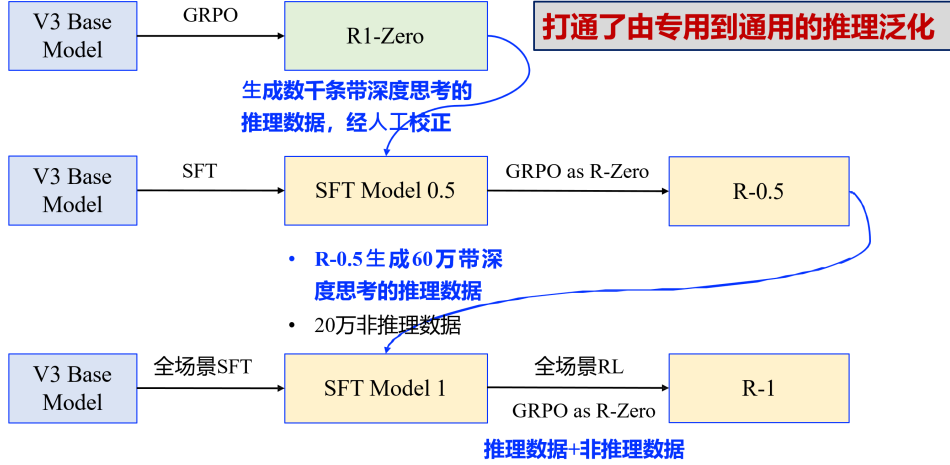 V3 Base
Model
GRPO
R1-Zero
打通了由专用到通用的推理泛化
生成数千条带深度思考的
推理数据，经人工校正
V3 Base
Model
SFT
SFT Model 0.5
GRPO as R-Zero
R-0.5
• R-0.5生成60万带深
度思考的推理数据
• 20万非推理数据
V3 Base
Model
全场景SFT
SFT Model 1
全场景RL
GRPO as R-Zero
R-1
推理数据+非推理数据